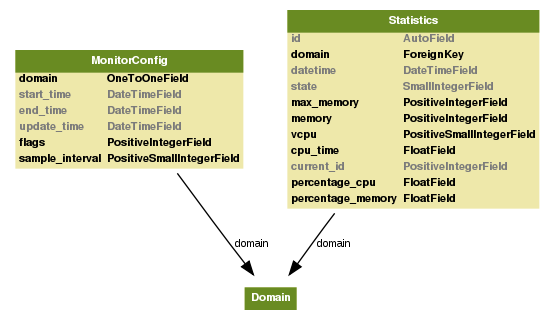 MonitorConfig
domain OneToOneField
start_time DateTimeField
end_time DateTimeField
update_time DateTimeField
flags PositiveIntegerField
sample_interval PositiveSmallIntegerField
Statistics
id AutoField
domain ForeignKey
datetime DateTimeField
state SmallIntegerField
max_memory PositiveIntegerField
memory PositiveIntegerField
vcpu PositiveSmallIntegerField
cpu_time FloatField
current_id PositiveIntegerField
percentage_cpu FloatField
percentage_memory FloatField
domain
domain
Domain